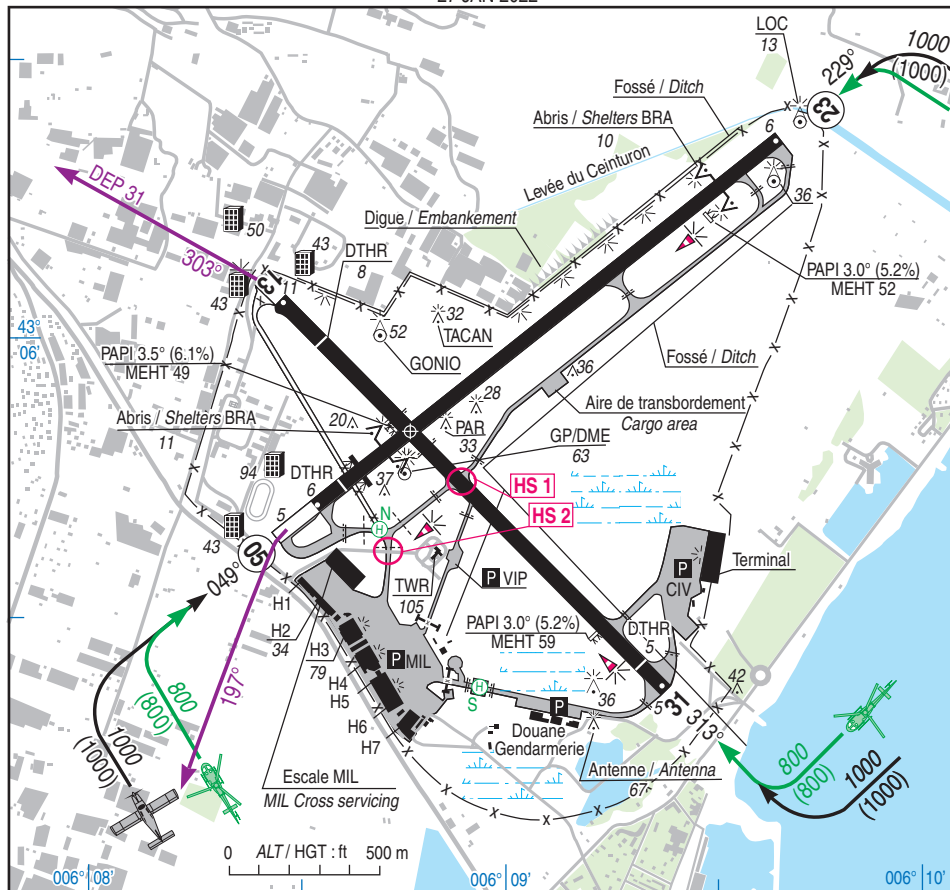 27 JAN 2022
LOC
13
229°
1000
(1000)
23
Fossé / Ditch
Abri / Shelters BRA
10
6
Levée du Ceinturon
36
DEP 31
50
303°
43
43
13
11
DTHR
8
Digue / Embankement
32
TACAN
52
GONIO
PAPI 3.0° (5.2%)
MEHT 52
43°
06'
PAPI 3.5° (6.1%)
MEHT 49
Fossé / Ditch
36
28
20
PAR
33
Aire de transbordement
Cargo area
Abris / Shelters BRA
11
GP/DME
63
94
DTHR
6
37
HS 1
5
N
H
HS 2
43
05
049°
TWR
105
P VIP
P
CIV
Terminal
H1
H2
34
H3
79
P MIL
H4
H5
H6
H7
PAPI 3.0° (5.2%)
MEHT 59
DTHR
5
42
36
5
31
313°
H
S
P
Douane
Gendarmerie
197°
800
(800)
1000
(1000)
Escale MIL
MIL Cross servicing
Antenne / Antenna
67
800
(800)
1000
(1000)
0
ALT / HGT : ft
500 m
006° 08'
006° 09'
006° 10'